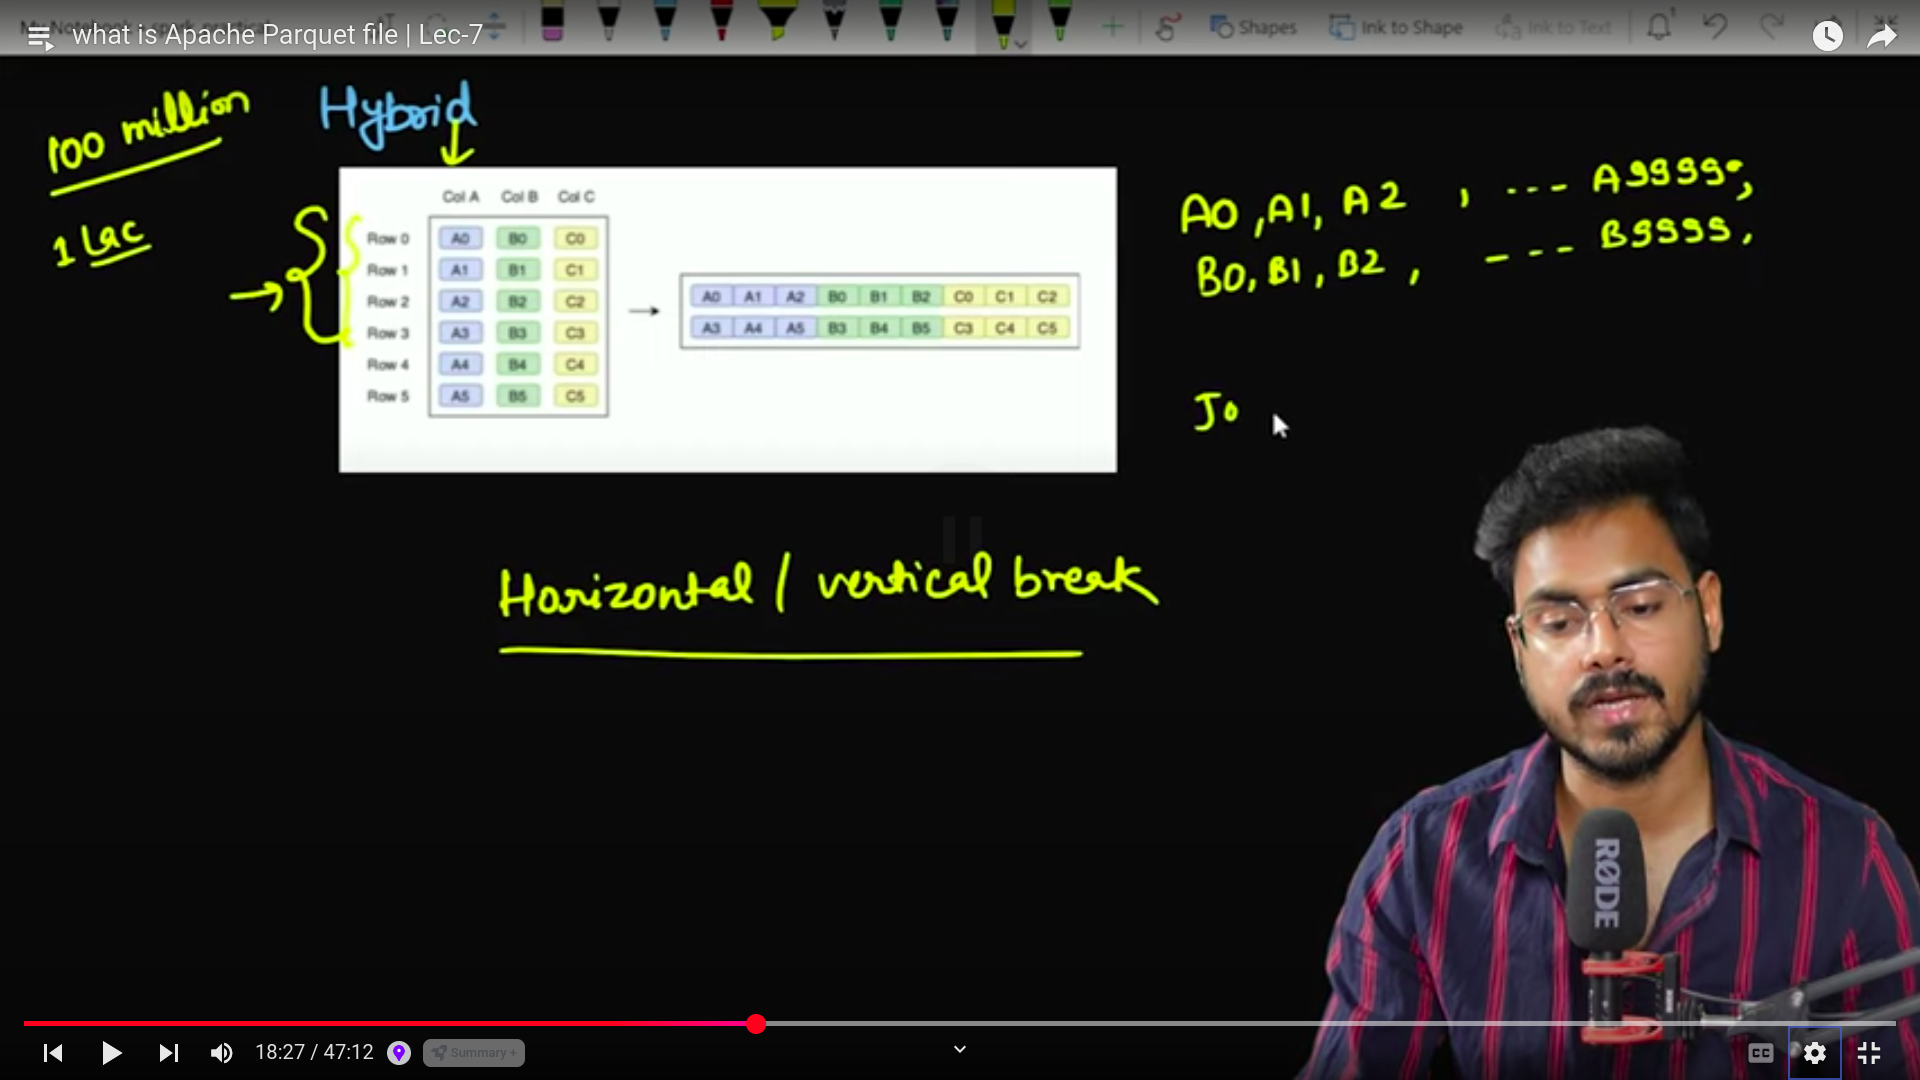 what is Apache Parquet file | Lec-7
Shapes
Ink to Shape
Ink to Text
100 million
Hybrid
1 Lac
Col A Col B Col C
Row 0 A0 B0 C0
Row 1 A1 B1 C1
Row 2 A2 B2 C2
Row 3 A3 B3 C3
Row 4 A4 B4 C4
Row 5 A5 B5 C5
A0 A1 A2 B0 B1 B2 C0 C1 C2
A3 A4 A5 B3 B4 B5 C3 C4 C5
A0, A1, A2, --- A9999,
B0, B1, B2, --- B9999,
Jo
Horizontal / vertical break
RØDE
18:27 / 47:12
Summary +
CC